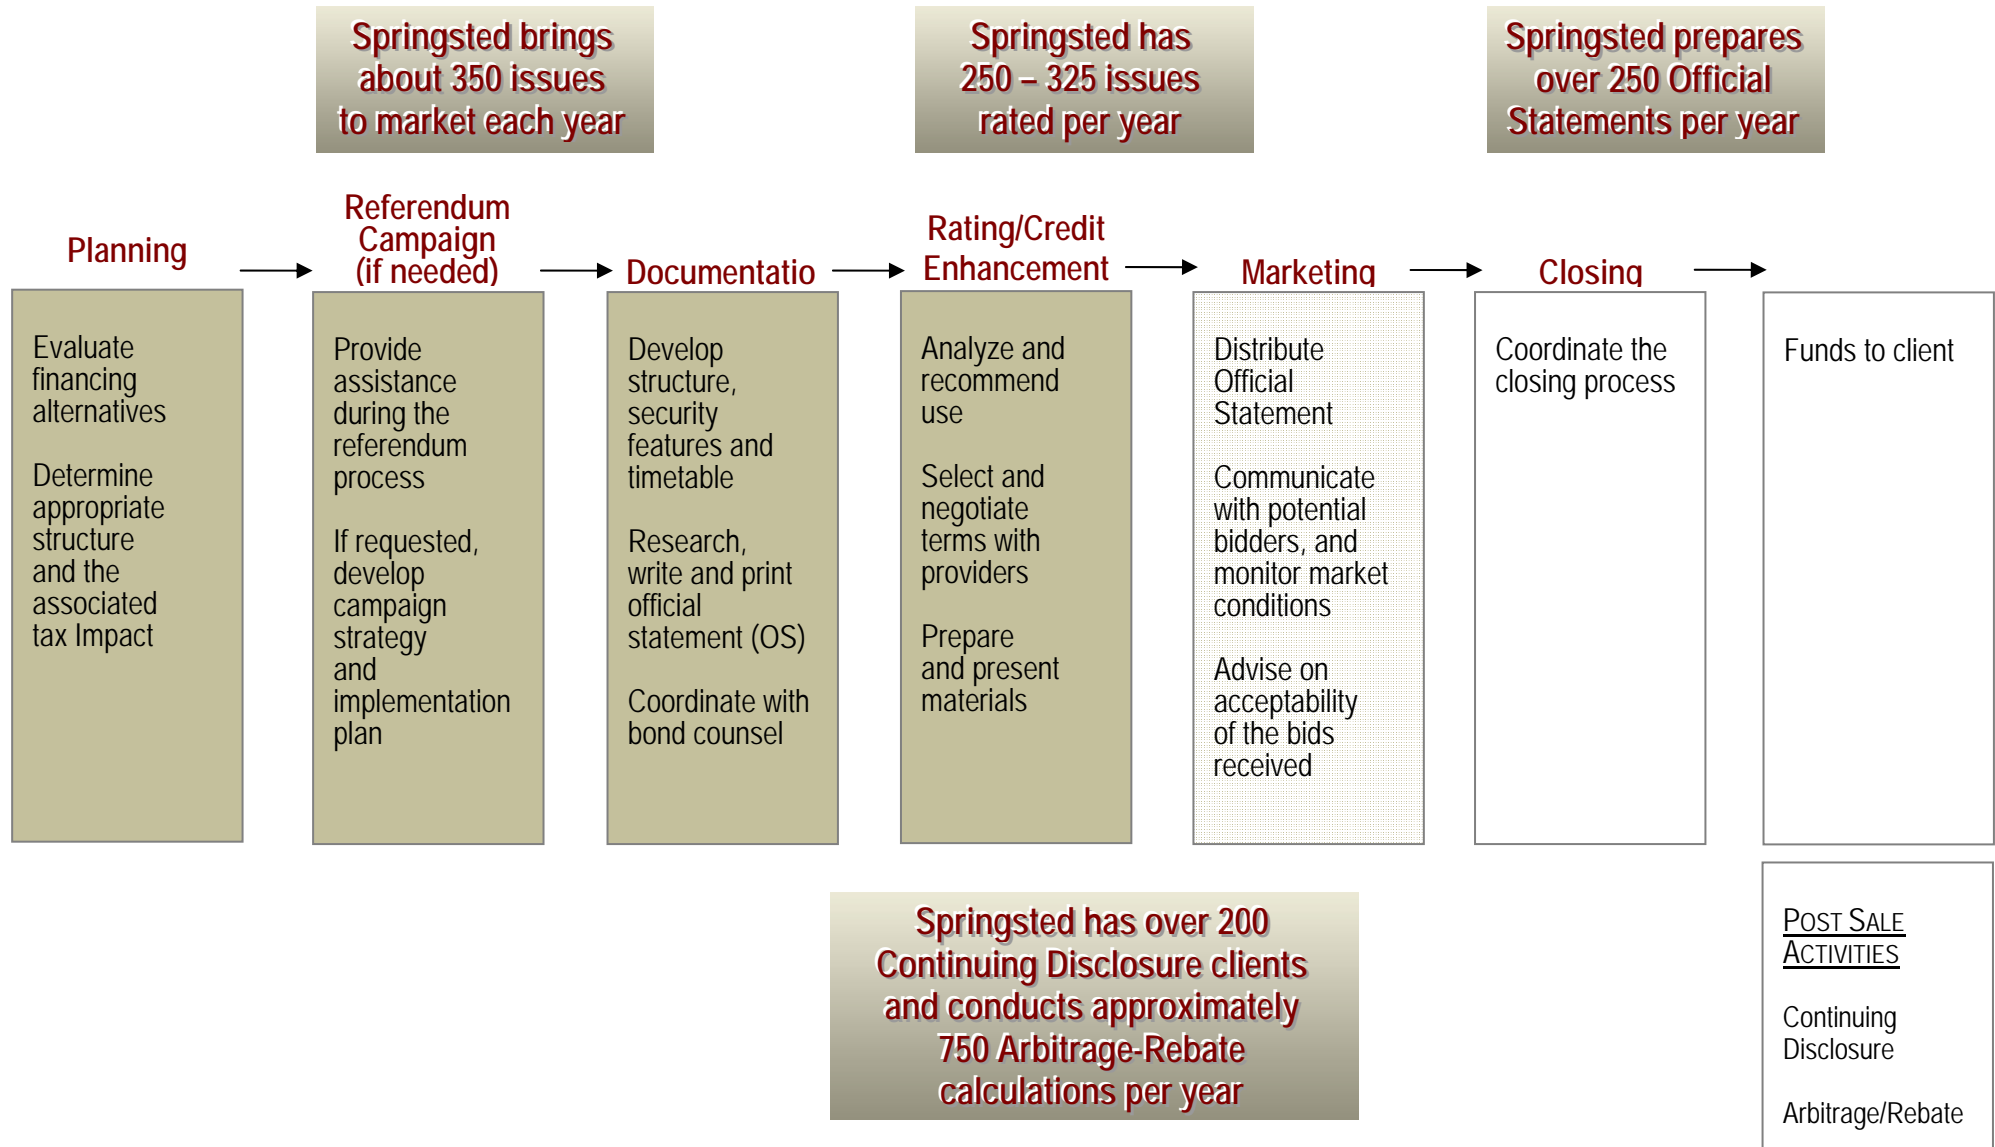 Springsted brings
about 350 issues
to market each year
Springsted has
250 – 325 issues
rated per year
Springsted prepares
over 250 Official
Statements per year
Planning
Referendum
Campaign
(if needed)
Documentatio
Rating/Credit
Enhancement
Marketing
Closing
Evaluate
financing
alternatives
Determine
appropriate
structure
and the
associated
tax Impact
Provide
assistance
during the
referendum
process
If requested,
develop
campaign
strategy
and
implementation
plan
Develop
structure,
security
features and
timetable
Research,
write and print
official
statement (OS)
Coordinate with
bond counsel
Analyze and
recommend
use
Select and
negotiate
terms with
providers
Prepare
and present
materials
Distribute
Official
Statement
Communicate
with potential
bidders, and
monitor market
conditions
Advise on
acceptability
of the bids
received
Coordinate the
closing process
Funds to client
Springsted has over 200
Continuing Disclosure clients
and conducts approximately
750 Arbitrage-Rebate
calculations per year
POST SALE
ACTIVITIES
Continuing
Disclosure
Arbitrage/Rebate